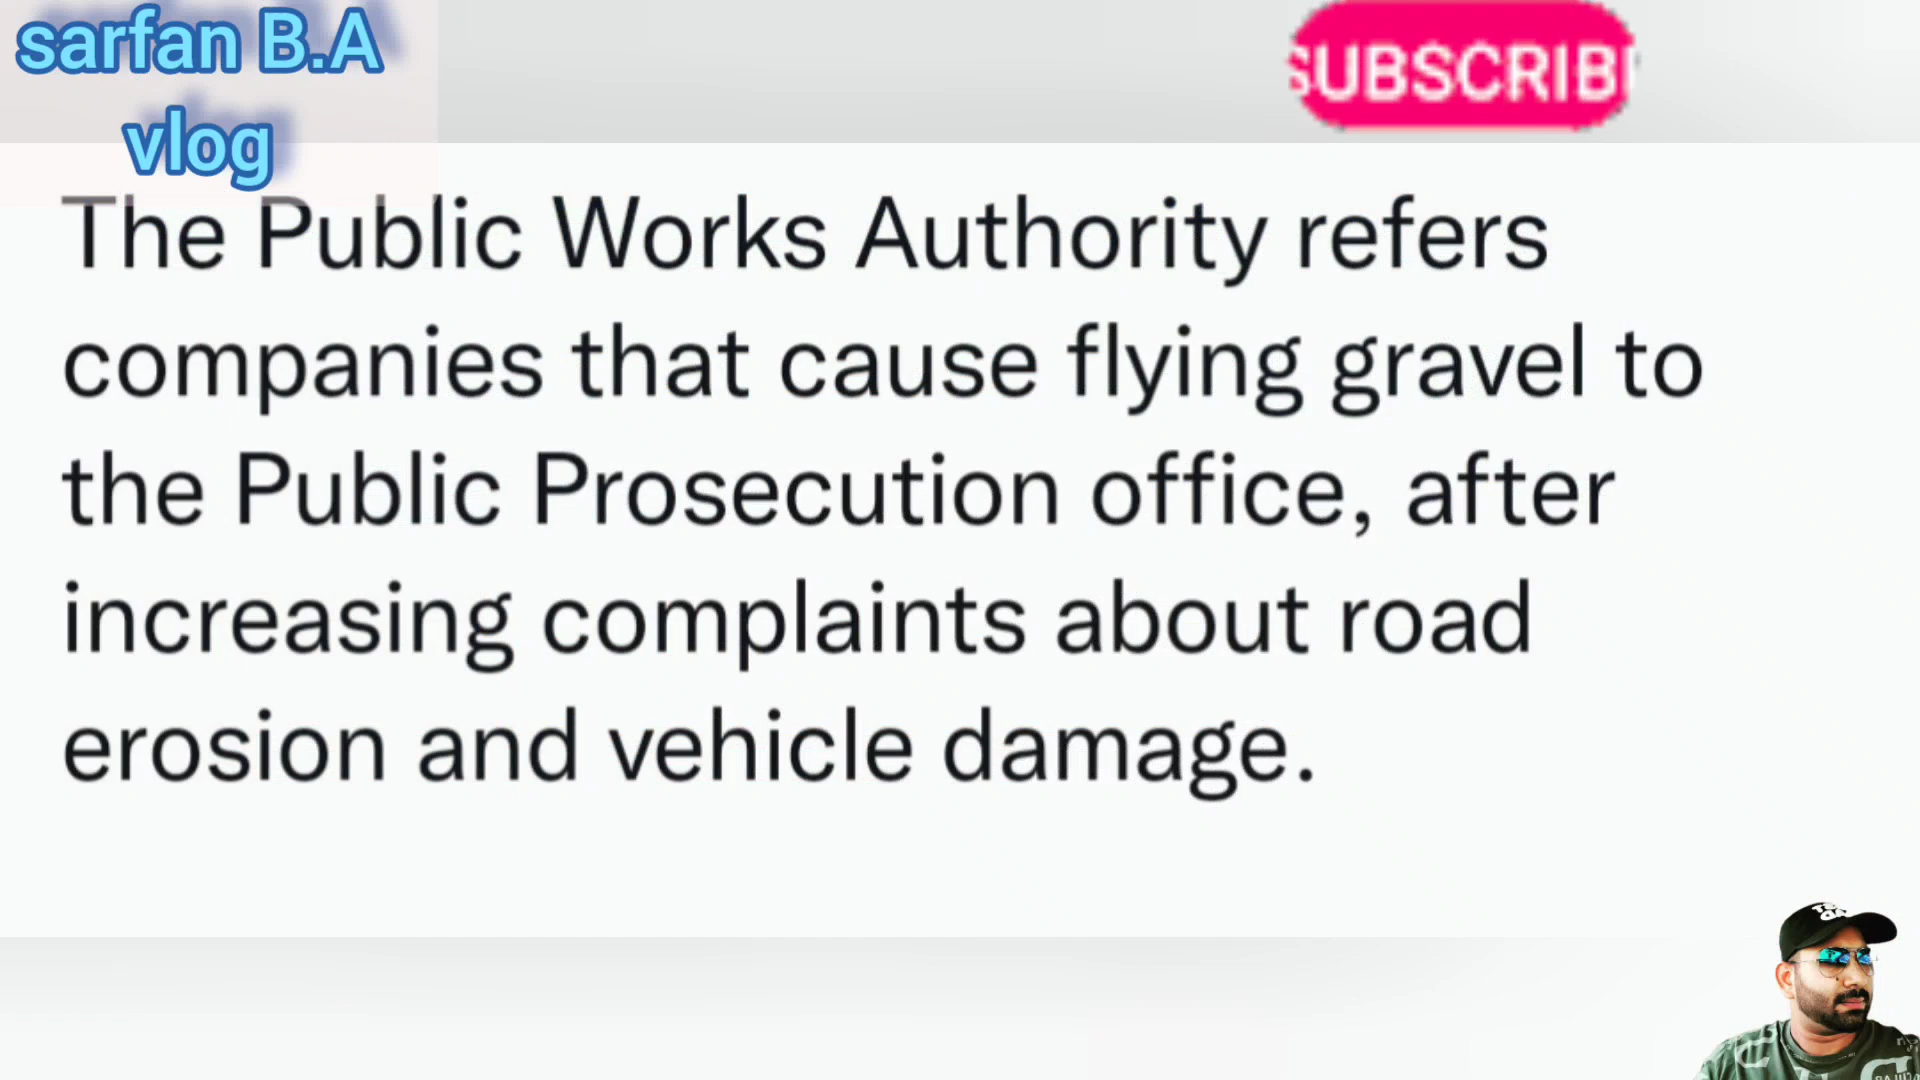 sarfan B.A
vlog
SUBSCRIBE
The Public Works Authority refers
companies that cause flying gravel to
the Public Prosecution office, after
increasing complaints about road
erosion and vehicle damage.